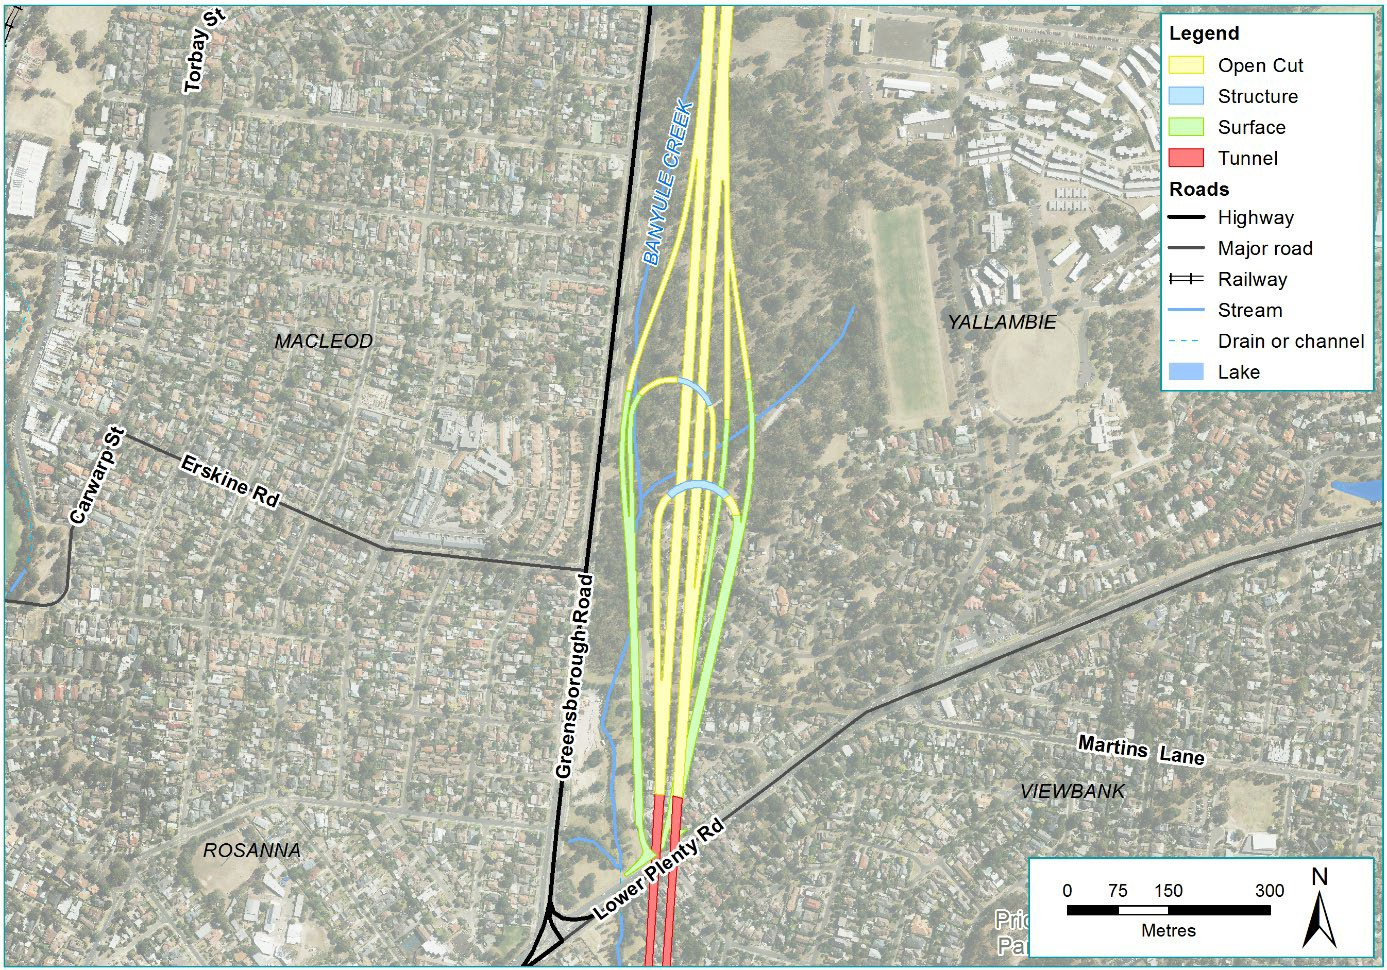 Torbay St
BANYULE CREEK
MACLEOD
YALLAMBIE
Carwarp St
Erskine Rd
Greensborough Road
Martins Lane
VIEWBANK
ROSANNA
Lower Plenty Rd
Legend
Open Cut
Structure
Surface
Tunnel
Roads
Highway
Major road
Railway
Stream
Drain or channel
Lake
0 75 150 300
Metres
N